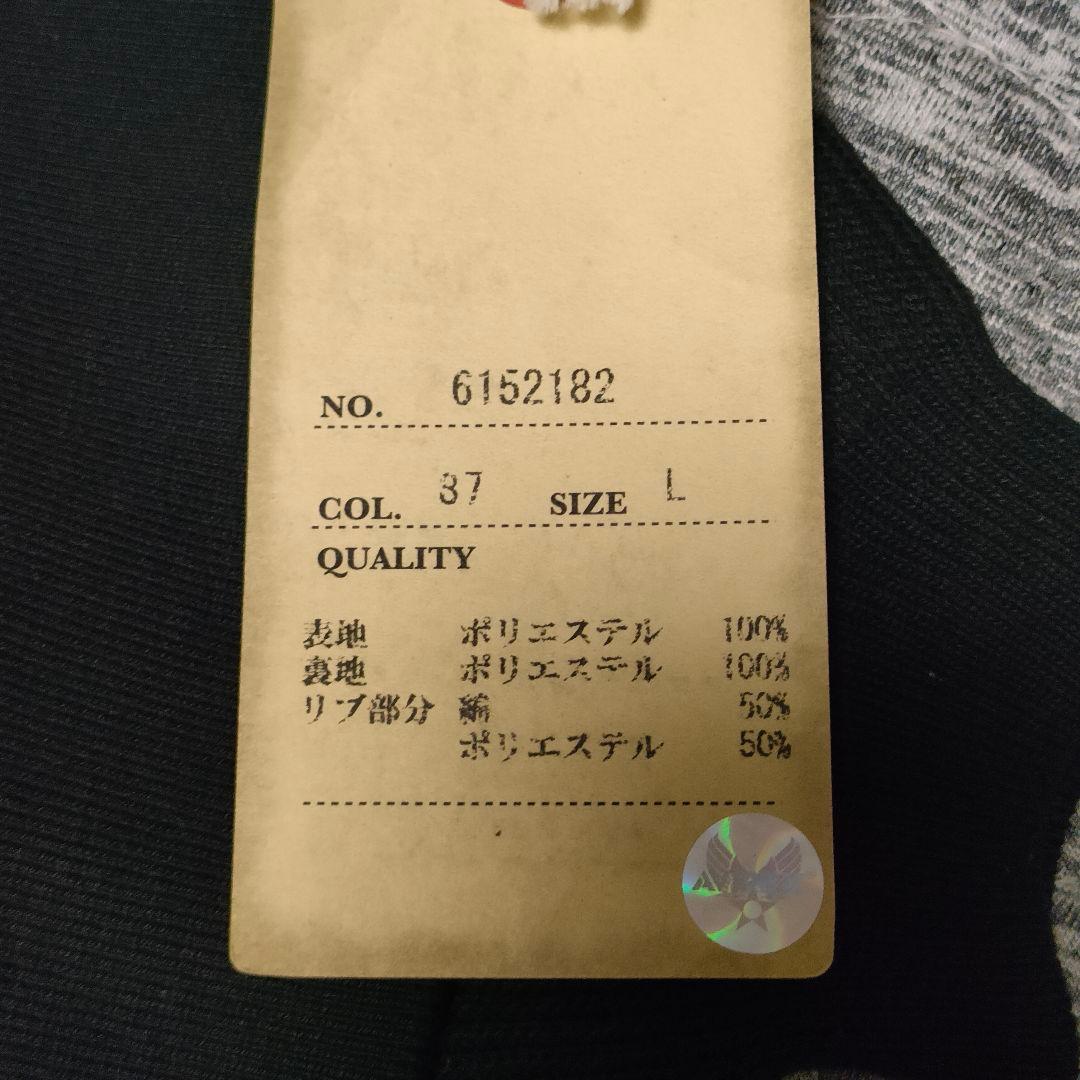 NO. 6152182
COL. 87 SIZE L
QUALITY
表地 ポリエステル 100%
裏地 ポリエステル 100%
リブ部分 綿 50%
ポリエステル 50%